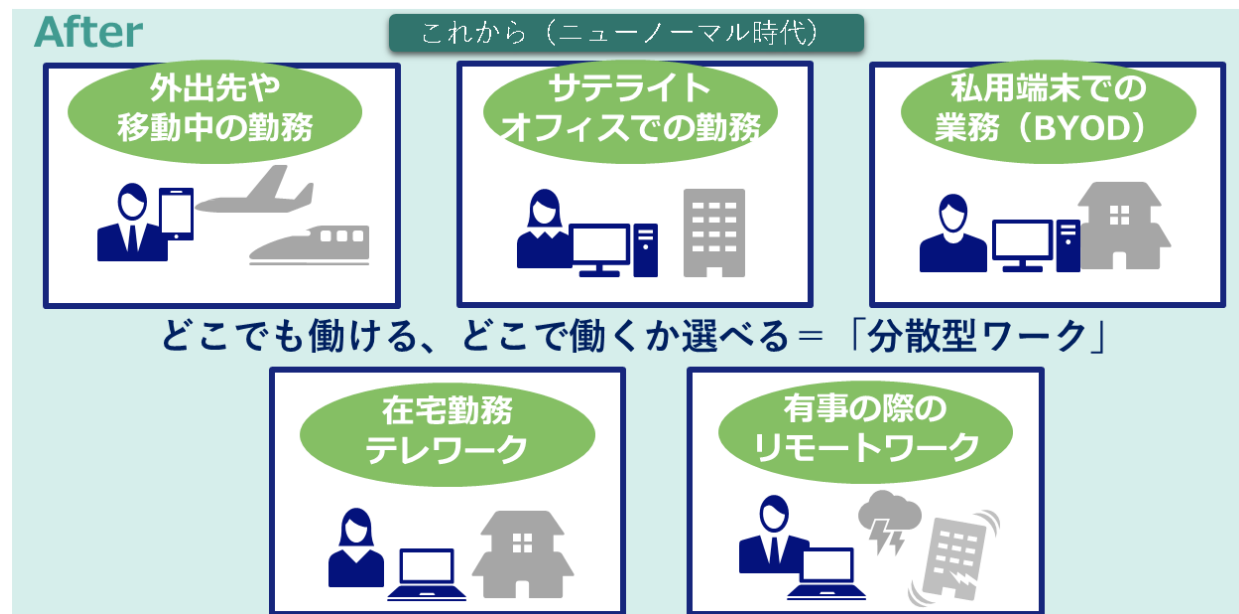 After
これから（ニューノーマル時代）
外出先や
移動中の勤務
サテライト
オフィスでの勤務
私用端末での
業務（BYOD）
どこでも働ける、どこで働くか選べる＝「分散型ワーク」
在宅勤務
テレワーク
有事の際の
リモートワーク